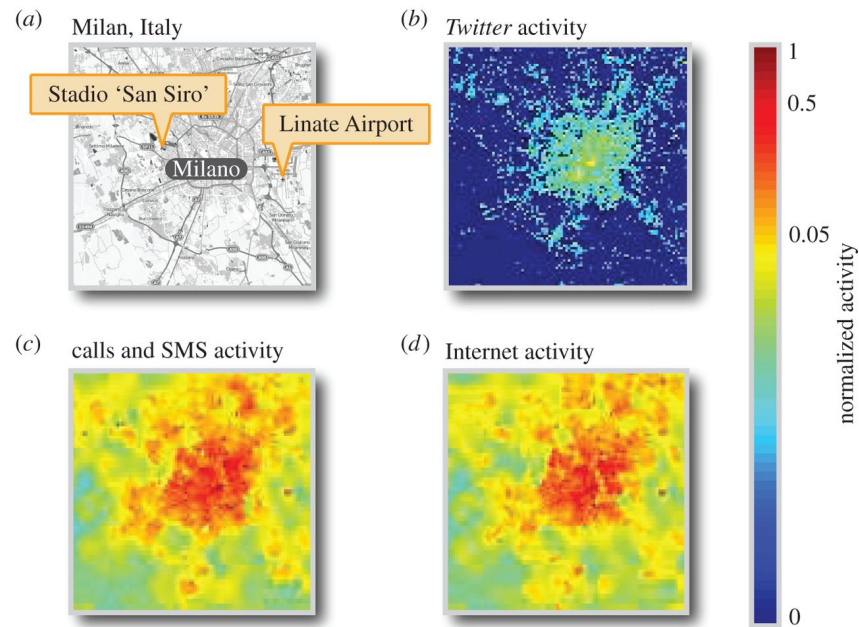 (a) Milan, Italy
Stadio ‘San Siro’
Linate Airport
Milano
(b) Twitter activity
(c) calls and SMS activity
(d) Internet activity
1
0.5
0.05
0
normalized activity